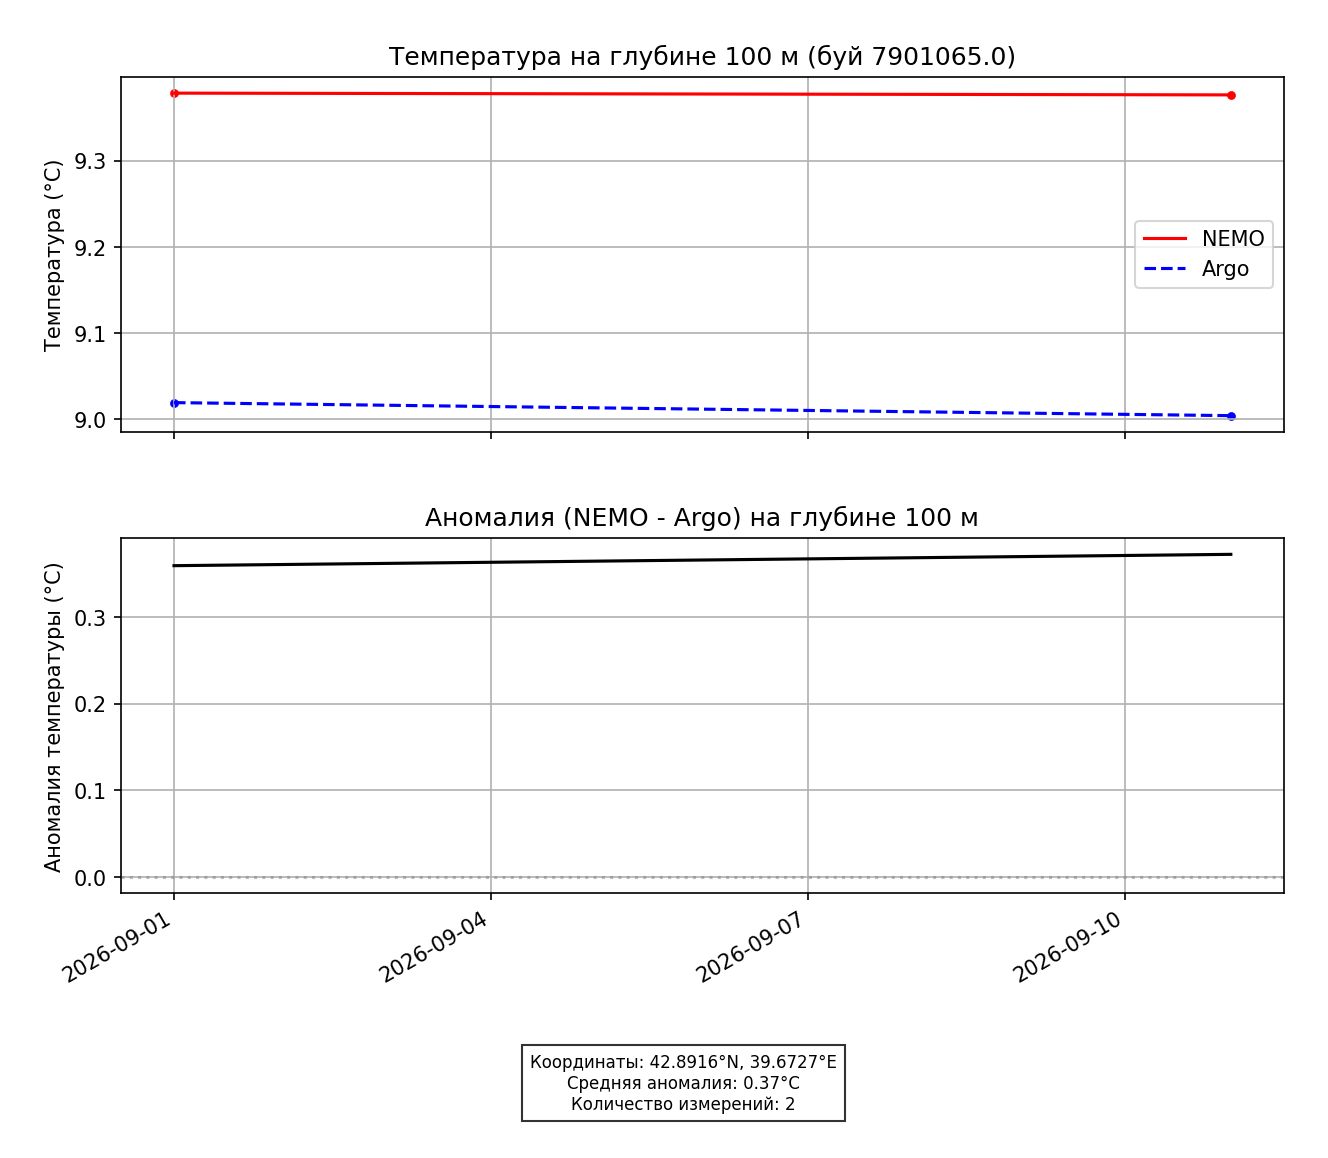 Температура на глубине 100 м (буй 7901065.0)
Температура (°C)
9.3
9.2
9.1
9.0
NEMO
Argo
Аномалия (NEMO - Argo) на глубине 100 м
Аномалия температуры (°C)
0.3
0.2
0.1
0.0
2026-09-01
2026-09-04
2026-09-07
2026-09-10
Координаты: 42.8916°N, 39.6727°E
Средняя аномалия: 0.37°C
Количество измерений: 2